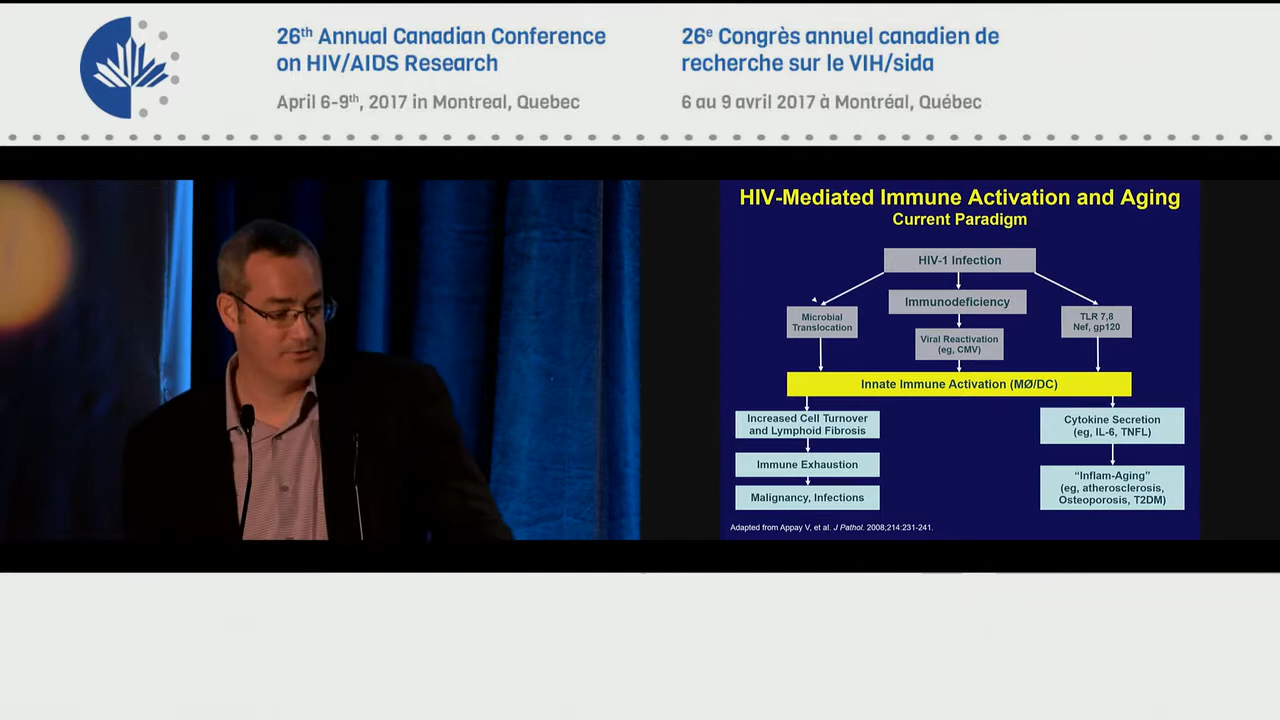 26th Annual Canadian Conference
on HIV/AIDS Research
April 6-9th, 2017 in Montreal, Quebec
26e Congrès annuel canadien de
recherche sur le VIH/sida
6 au 9 avril 2017 à Montréal, Québec
HIV-Mediated Immune Activation and Aging
Current Paradigm
HIV-1 Infection
Immunodeficiency
Microbial
Translocation
Viral Reactivation
(eg, CMV)
TLR 7,8
Nef, gp120
Innate Immune Activation (MØ/DC)
Increased Cell Turnover
and Lymphoid Fibrosis
Immune Exhaustion
Malignancy, Infections
Cytokine Secretion
(eg, IL-6, TNFL)
“Inflam-Aging”
(eg, atherosclerosis,
Osteoporosis, T2DM)
Adapted from Appay V, et al. J Pathol. 2008;214:231-241.